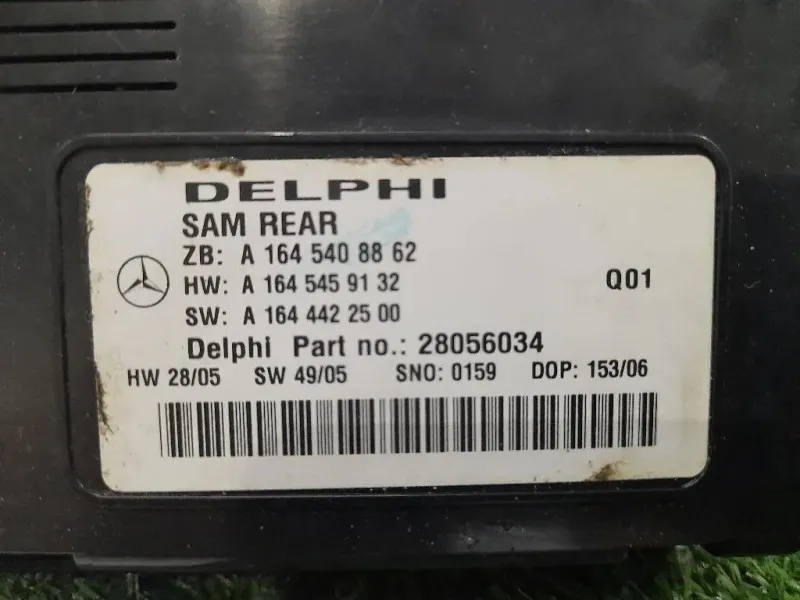 DELPHI
SAM REAR
ZB: A 164 540 88 62
HW: A 164 545 91 32 Q01
SW: A 164 442 25 00
Delphi Part no.: 28056034
HW 28/05 SW 49/05 SNO: 0159 DOP: 153/06